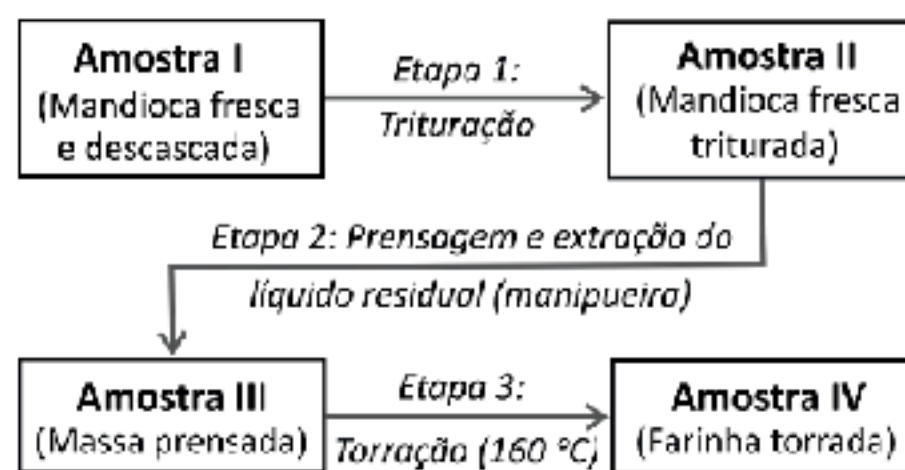 Amostra I
(Mandioca fresca
e descascada)
Etapa 1:
Trituração
Amostra II
(Mandioca fresca
triturada)
Etapa 2: Prensagem e extração do
líquido residual (manipueira)
Amostra III
(Massa prensada)
Etapa 3:
Torração (160 °C)
Amostra IV
(Farinha torrada)